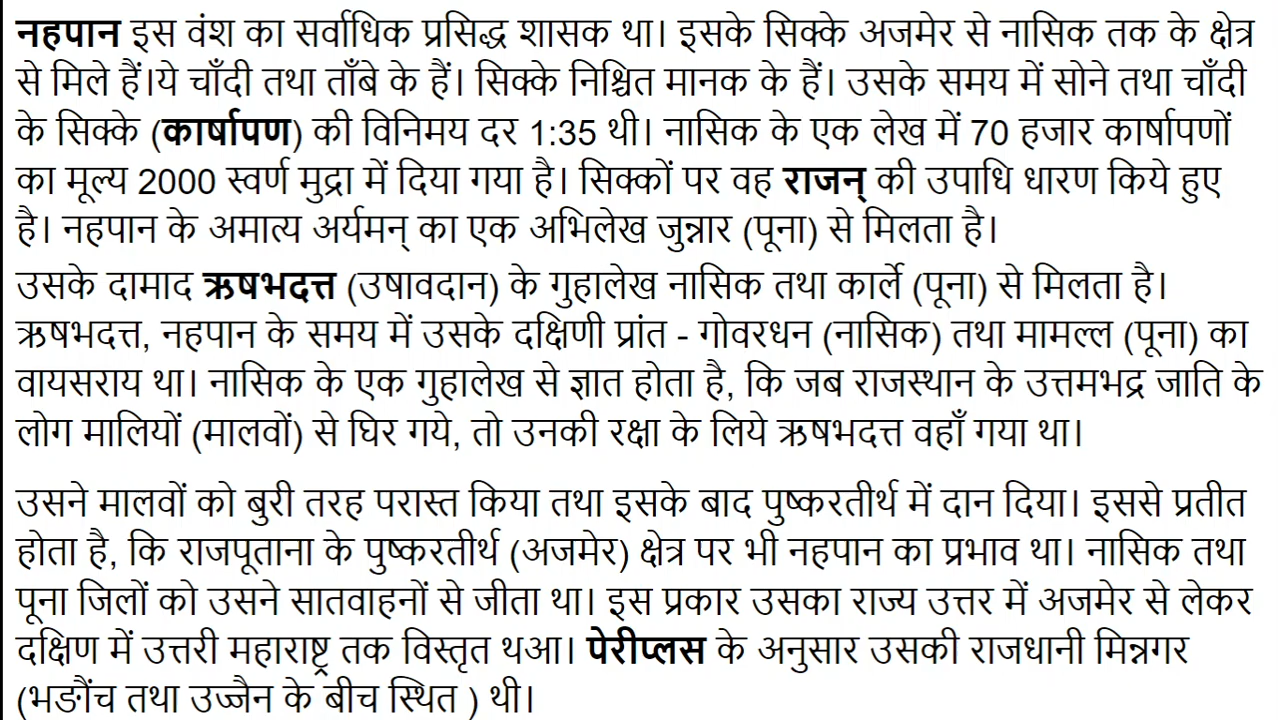 नहपान इस वंश का सर्वाधिक प्रसिद्ध शासक था। इसके सिक्के अजमेर से नासिक तक के क्षेत्र
से मिले हैं।ये चाँदी तथा ताँबे के हैं। सिक्के निश्चित मानक के हैं। उसके समय में सोने तथा चाँदी
के सिक्के (कार्षापण) की विनिमय दर 1:35 थी। नासिक के एक लेख में 70 हजार कार्षापणों
का मूल्य 2000 स्वर्ण मुद्रा में दिया गया है। सिक्कों पर वह राजन् की उपाधि धारण किये हुए
है। नहपान के अमात्य अर्यमन् का एक अभिलेख जुन्नार (पूना) से मिलता है।
उसके दामाद ऋषभदत्त (उषावदान) के गुहालेख नासिक तथा कार्ले (पूना) से मिलता है।
ऋषभदत्त, नहपान के समय में उसके दक्षिणी प्रांत - गोवरधन (नासिक) तथा मामल्ल (पूना) का
वायसराय था। नासिक के एक गुहालेख से ज्ञात होता है, कि जब राजस्थान के उत्तमभद्र जाति के
लोग मालियों (मालवों) से घिर गये, तो उनकी रक्षा के लिये ऋषभदत्त वहाँ गया था।
उसने मालवों को बुरी तरह परास्त किया तथा इसके बाद पुष्करतीर्थ में दान दिया। इससे प्रतीत
होता है, कि राजपूताना के पुष्करतीर्थ (अजमेर) क्षेत्र पर भी नहपान का प्रभाव था। नासिक तथा
पूना जिलों को उसने सातवाहनों से जीता था। इस प्रकार उसका राज्य उत्तर में अजमेर से लेकर
दक्षिण में उत्तरी महाराष्ट्र तक विस्तृत थआ। पेरीप्लस के अनुसार उसकी राजधानी मिन्नगर
(भङौंच तथा उज्जैन के बीच स्थित ) थी।